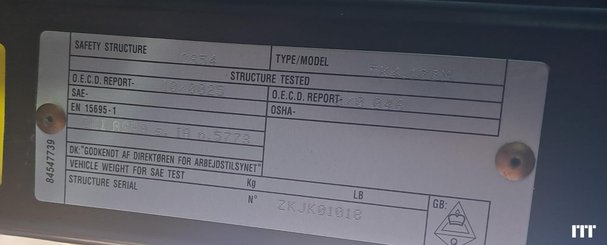 SAFETY STRUCTURE
TYPE/MODEL
STRUCTURE TESTED
O.E.C.D. REPORT-
O.E.C.D. REPORT-
SAE-
OSHA-
EN 15695-1
DK:"GODKENDT AF DIREKTØREN FOR ARBEJDSTILSYNET"
VEHICLE WEIGHT FOR SAE TEST
Kg
LB
STRUCTURE SERIAL
N° ZKJK01018
GB:
84547739
ITT